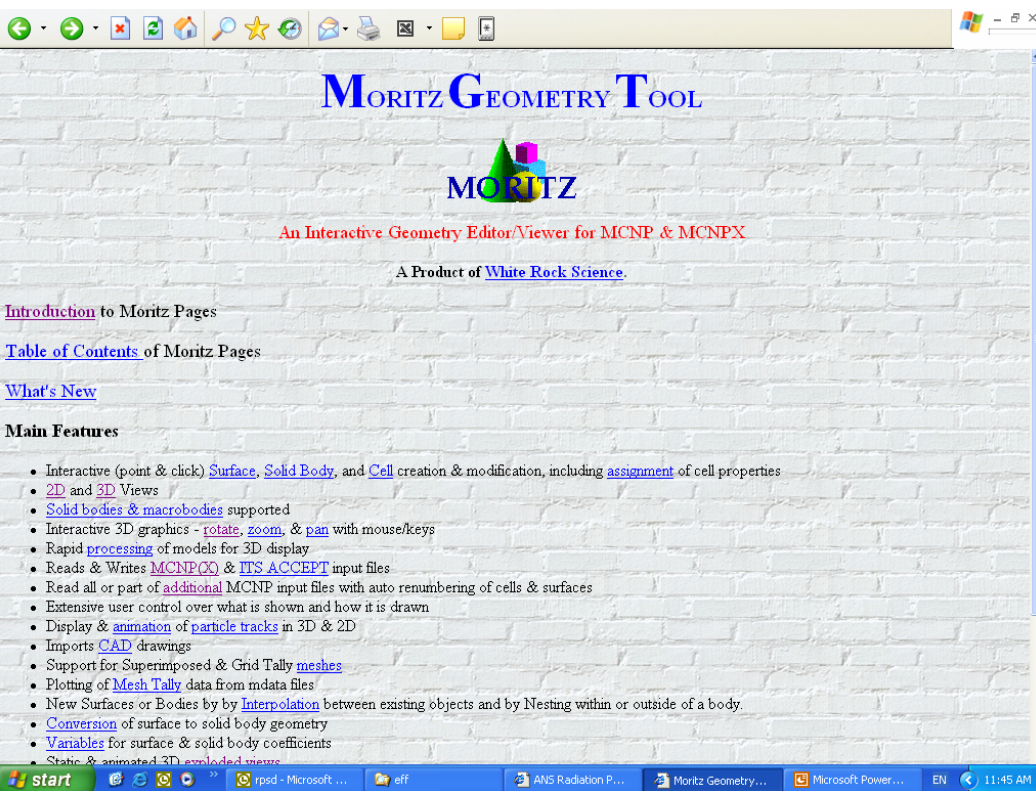 MORITZ GEOMETRY TOOL
MORITZ
An Interactive Geometry Editor/Viewer for MCNP & MCNPX
A Product of White Rock Science.
Introduction to Moritz Pages
Table of Contents of Moritz Pages
What's New
Main Features
• Interactive (point & click) Surface, Solid Body, and Cell creation & modification, including assignment of cell properties
• 2D and 3D Views
• Solid bodies & macrobodies supported
• Interactive 3D graphics - rotate, zoom, & pan with mouse/keys
• Rapid processing of models for 3D display
• Reads & Writes MCNP(X) & ITS ACCEPT input files
• Read all or part of additional MCNP input files with auto renumbering of cells & surfaces
• Extensive user control over what is shown and how it is drawn
• Display & animation of particle tracks in 3D & 2D
• Imports CAD drawings
• Support for Superimposed & Grid Tally meshes
• Plotting of Mesh Tally data from mdata files
• New Surfaces or Bodies by by Interpolation between existing objects and by Nesting within or outside of a body.
• Conversion of surface to solid body geometry
• Variables for surface & solid body coefficients
• Static & animated 3D exploded views
start » rpsd - Microsoft ... eff ANS Radiation P... Moritz Geometry... Microsoft Power... EN 11:45 AM